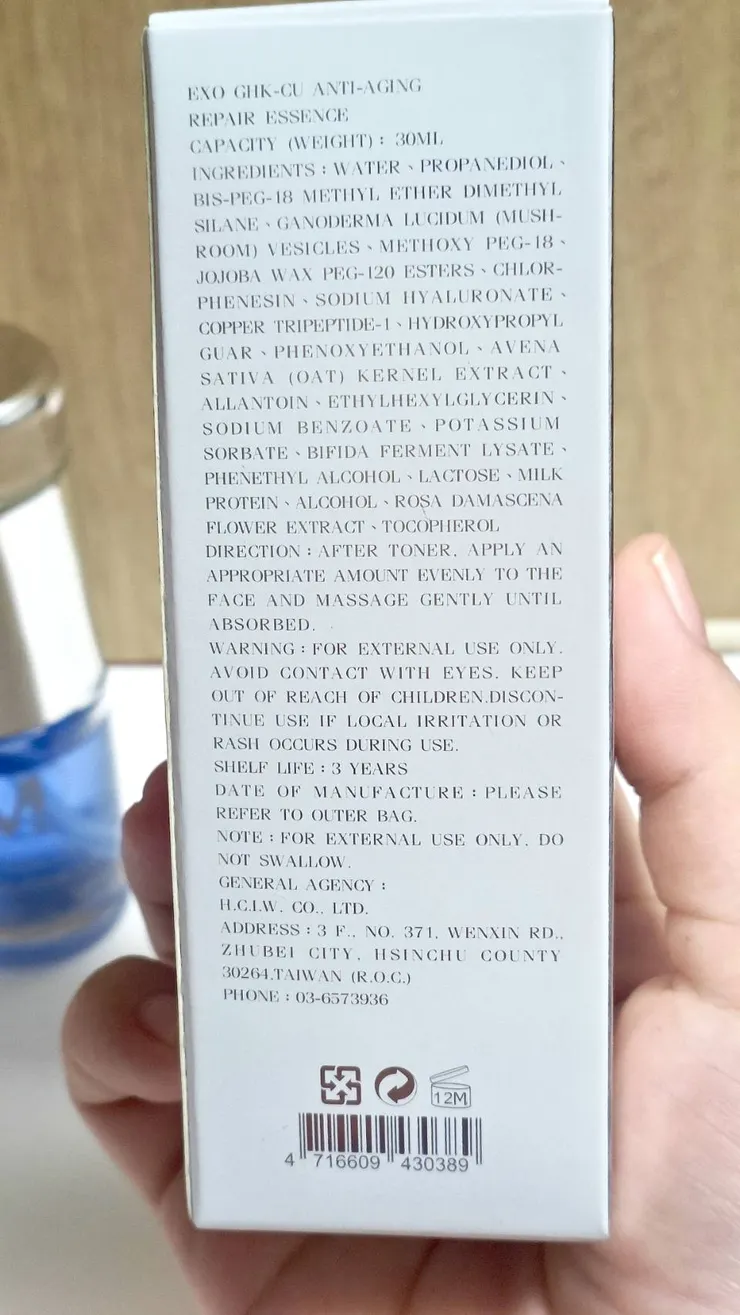 EXO GHK-CU ANTI-AGING
REPAIR ESSENCE
CAPACITY (WEIGHT)：30ML
INGREDIENTS：WATER、PROPANEDIOL、
BIS-PEG-18 METHYL ETHER DIMETHYL
SILANE、GANODERMA LUCIDUM (MUSH-
ROOM) VESICLES、METHOXY PEG-18、
JOJOBA WAX PEG-120 ESTERS、CHLOR-
PHENESIN、SODIUM HYALURONATE、
COPPER TRIPEPTIDE-1、HYDROXYPROPYL
GUAR、PHENOXYETHANOL、AVENA
SATIVA (OAT) KERNEL EXTRACT、
ALLANTOIN、ETHYLHEXYLGLYCERIN、
SODIUM BENZOATE、POTASSIUM
SORBATE、BIFIDA FERMENT LYSATE、
PHENETHYL ALCOHOL、LACTOSE、MILK
PROTEIN、ALCOHOL、ROSA DAMASCENA
FLOWER EXTRACT、TOCOPHEROL
DIRECTION：AFTER TONER, APPLY AN
APPROPRIATE AMOUNT EVENLY TO THE
FACE AND MASSAGE GENTLY UNTIL
ABSORBED.
WARNING：FOR EXTERNAL USE ONLY.
AVOID CONTACT WITH EYES. KEEP
OUT OF REACH OF CHILDREN.DISCON-
TINUE USE IF LOCAL IRRITATION OR
RASH OCCURS DURING USE.
SHELF LIFE：3 YEARS
DATE OF MANUFACTURE：PLEASE
REFER TO OUTER BAG.
NOTE：FOR EXTERNAL USE ONLY. DO
NOT SWALLOW.
GENERAL AGENCY：
H.C.I.W. CO., LTD.
ADDRESS：3 F., NO. 371, WENXIN RD.,
ZHUBEI CITY, HSINCHU COUNTY
30264,TAIWAN (R.O.C.)
PHONE：03-6573936
12M
4 716609 430389